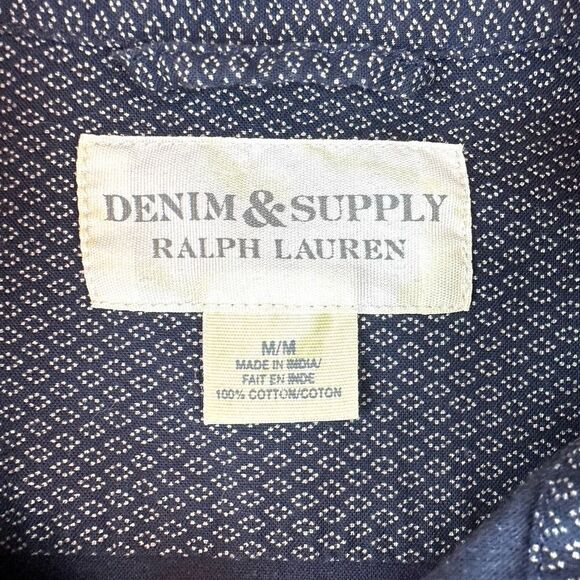 DENIM & SUPPLY
RALPH LAUREN
M/M
MADE IN INDIA/
FAIT EN INDE
100% COTTON/COTON